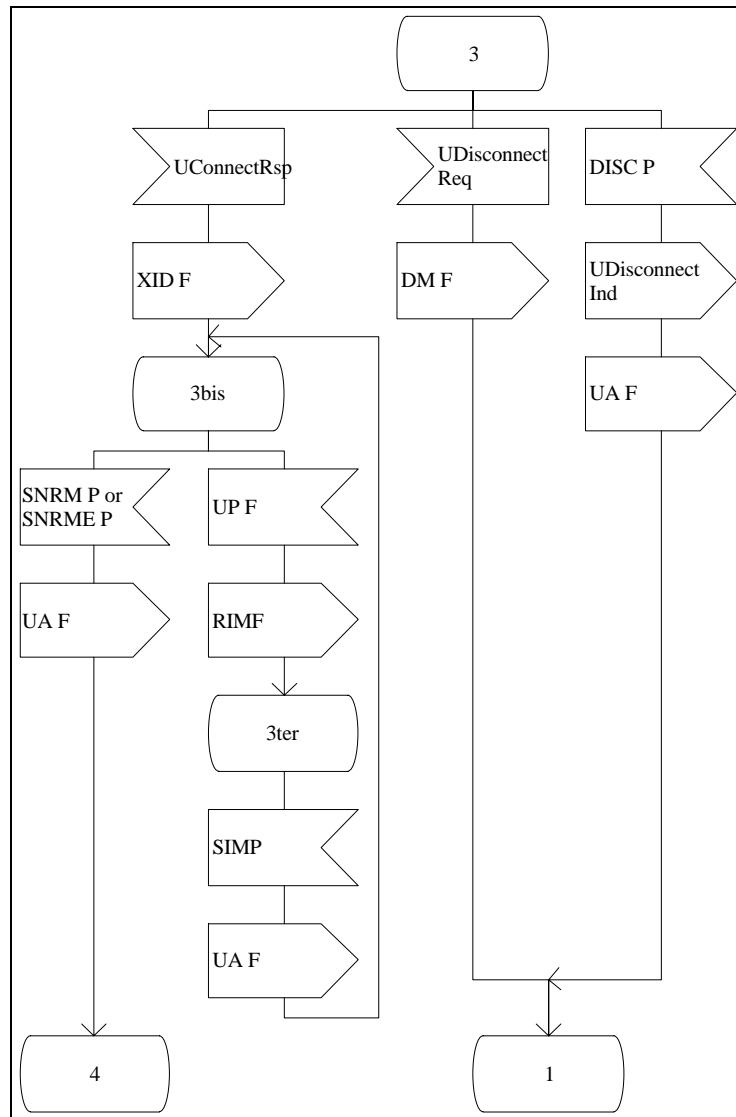 3
UConnectRsp
UDisconnect
Req
DISC P
XID F
DM F
UDisconnect
Ind
3bis
UA F
SNRM P or
SNRME P
UP F
UA F
RIMF
3ter
SIMP
UA F
4
1